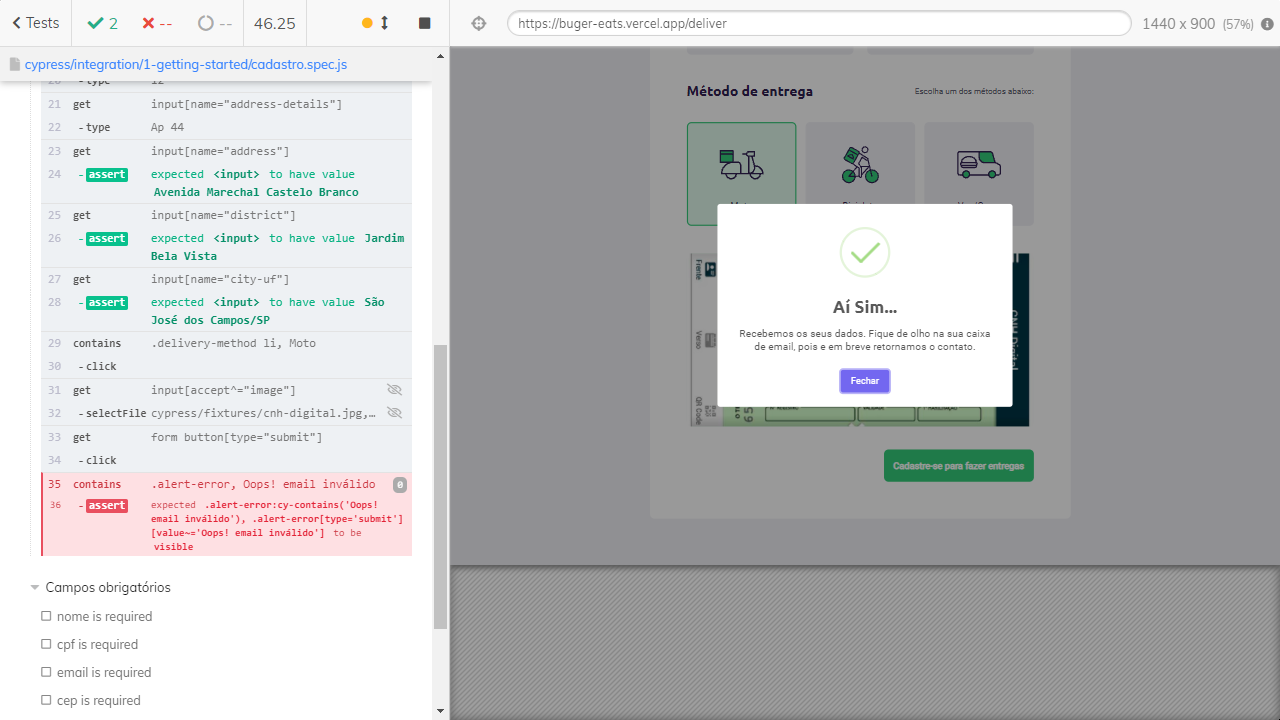 Tests
2
--
--
46.25
https://buger-eats.vercel.app/deliver
1440 x 900 (57%)
cypress/integration/1-getting-started/cadastro.spec.js
20 -type 12
21 get input[name="address-details"]
22 -type Ap 44
23 get input[name="address"]
24 -assert expected <input> to have value
Avenida Marechal Castelo Branco
25 get input[name="district"]
26 -assert expected <input> to have value Jardim
Bela Vista
27 get input[name="city-uf"]
28 -assert expected <input> to have value São
José dos Campos/SP
29 contains .delivery-method li, Moto
30 -click
31 get input[accept^="image"]
32 -selectFile cypress/fixtures/cnh-digital.jpg,…
33 get form button[type="submit"]
34 -click
35 contains .alert-error, Oops! email inválido 0
36 -assert expected .alert-error:cy-contains('Oops!
email inválido'), .alert-error[type='submit']
[value~='Oops! email inválido'] to be
visible
Campos obrigatórios
nome is required
cpf is required
email is required
cep is required
Método de entrega
Escolha um dos métodos abaixo:
Frente
Verso
QR Code
CNH Digital
Aí Sim...
Recebemos os seus dados. Fique de olho na sua caixa
de email, pois e em breve retornamos o contato.
Fechar
Cadastre-se para fazer entregas